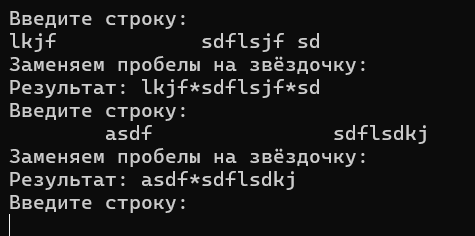 Введите строку:
lkjf            sdflsjf sd
Заменяем пробелы на звёздочку:
Результат: lkjf*sdflsjf*sd
Введите строку:
        asdf               sdflsdkj
Заменяем пробелы на звёздочку:
Результат: asdf*sdflsdkj
Введите строку: